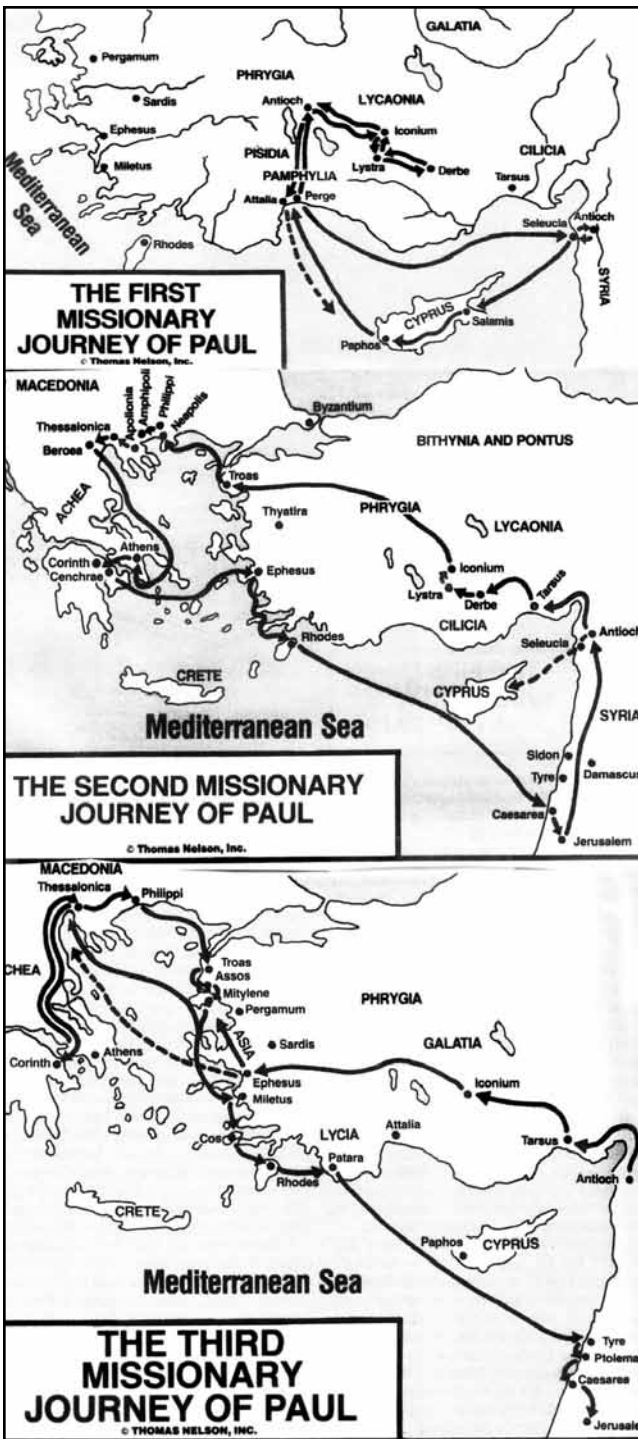 GALATIA
Pergamum
PHRYGIA
Sardis
LYCAONIA
Antioch
Iconium
Ephesus
PISIDIA
CILICIA
Miletus
Lystra
Derbe
Tarsus
PAMPHYLIA
Mediterranean
Sea
Attalia
Perge
Antioch
Seleucia
Rhodes
SYRIA
CYPRUS
Salamis
Paphos
THE FIRST
MISSIONARY
JOURNEY OF PAUL
© Thomas Nelson, Inc.
MACEDONIA
Apollonia
Amphipoli
Philippi
Neapolis
Thessalonica
Byzantium
Beroea
BITHYNIA AND PONTUS
Troas
ACHEA
Thyatira
PHRYGIA
LYCAONIA
Athens
Corinth
Cenchrae
Ephesus
Iconium
Lystra
Derbe
Tarsus
CILICIA
Rhodes
Antioch
Seleucia
CRETE
CYPRUS
SYRIA
Mediterranean Sea
Sidon
Tyre
Damascus
Caesarea
Jerusalem
THE SECOND MISSIONARY
JOURNEY OF PAUL
© Thomas Nelson, Inc.
MACEDONIA
Thessalonica
Philippi
CHEA
Troas
Assos
Mitylene
Pergamum
PHRYGIA
ASIA
Sardis
GALATIA
Athens
Corinth
Ephesus
Iconium
Miletus
Attalia
Tarsus
Cos
LYCIA
Patara
Rhodes
Antioch
CRETE
Paphos
CYPRUS
Mediterranean Sea
Tyre
Ptolema
Caesarea
Jerusale
THE THIRD
MISSIONARY
JOURNEY OF PAUL
© THOMAS NELSON, INC.